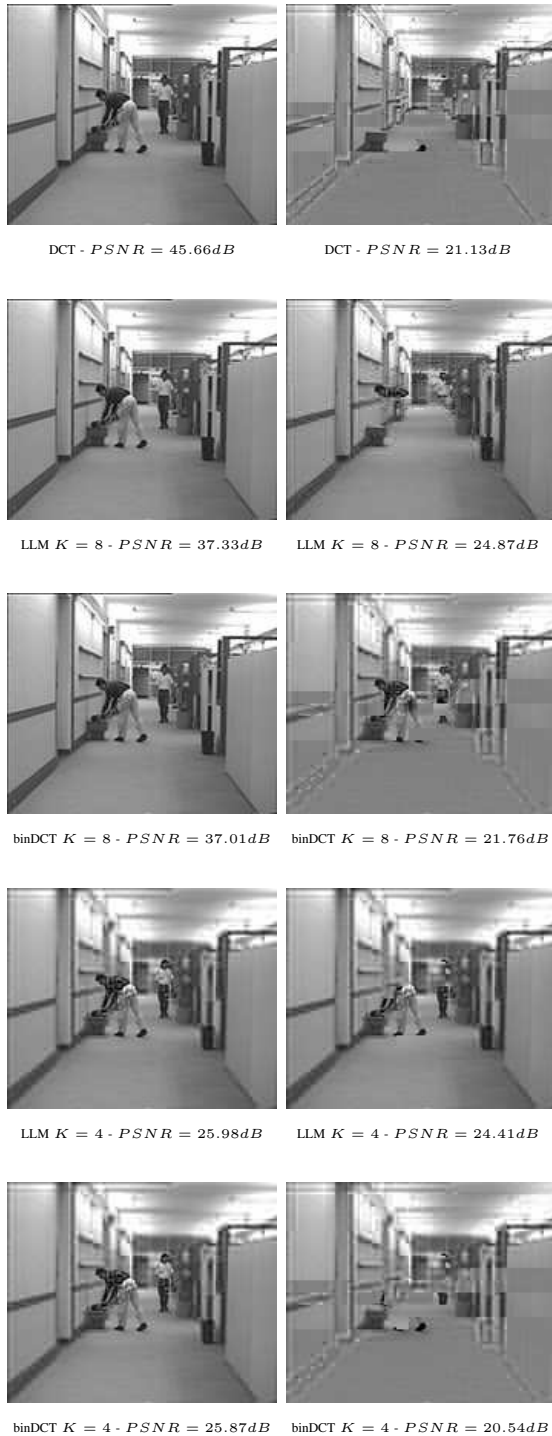 DCT - PSNR = 45.66dB DCT - PSNR = 21.13dB
LLM K = 8 - PSNR = 37.33dB LLM K = 8 - PSNR = 24.87dB
binDCT K = 8 - PSNR = 37.01dB binDCT K = 8 - PSNR = 21.76dB
LLM K = 4 - PSNR = 25.98dB LLM K = 4 - PSNR = 24.41dB
binDCT K = 4 - PSNR = 25.87dB binDCT K = 4 - PSNR = 20.54dB